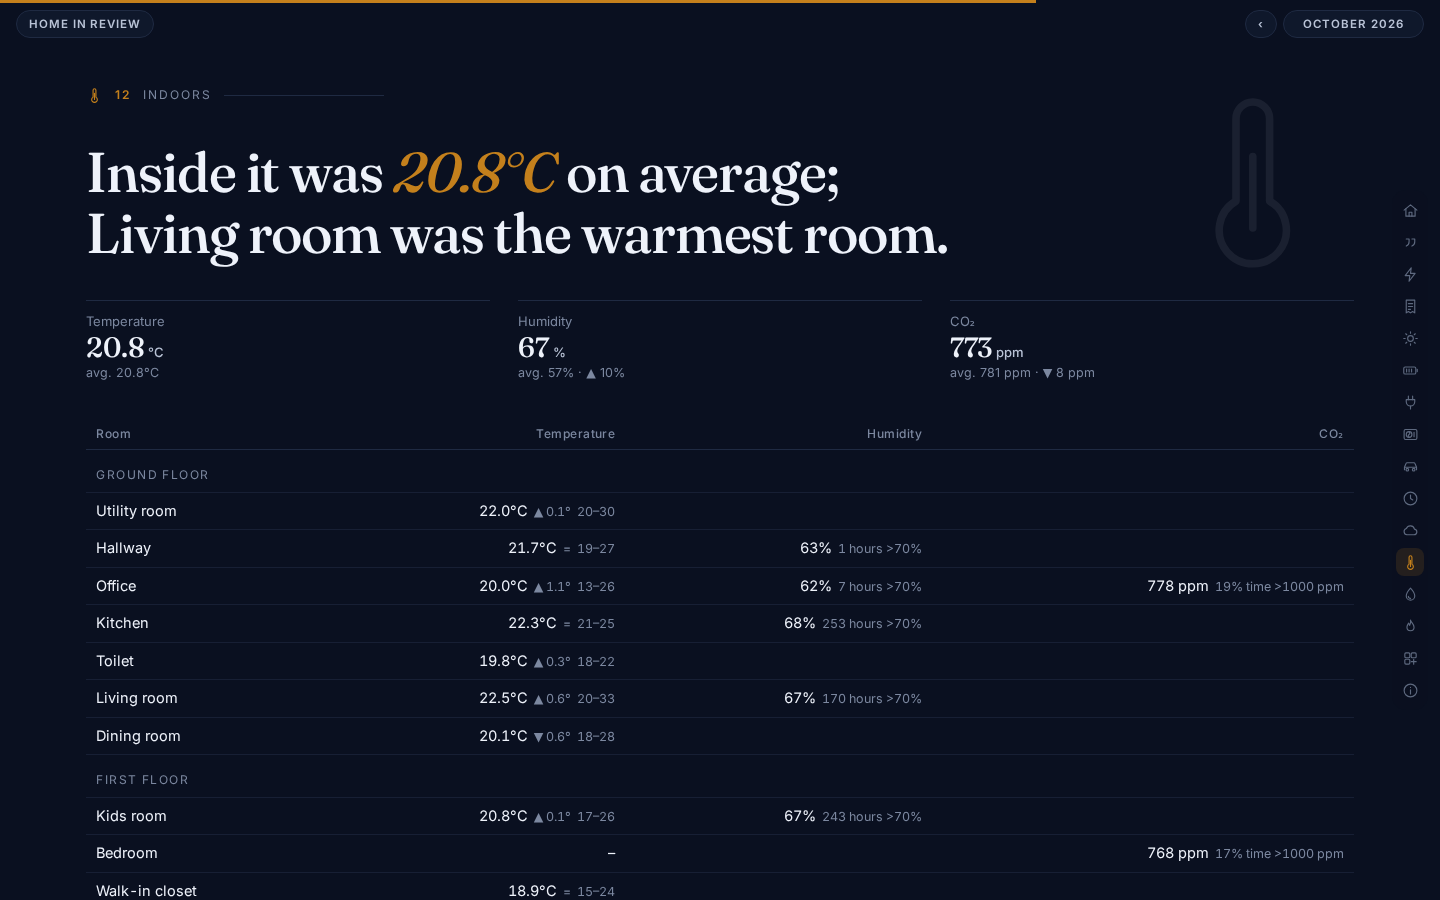 HOME IN REVIEW
‹ OCTOBER 2026
12 INDOORS
Inside it was 20.8°C on average;
Living room was the warmest room.
Temperature
20.8 °C
avg. 20.8°C
Humidity
67 %
avg. 57% · ▲ 10%
CO₂
773 ppm
avg. 781 ppm · ▼ 8 ppm
Room Temperature Humidity CO₂
GROUND FLOOR
Utility room 22.0°C ▲ 0.1° 20–30
Hallway 21.7°C = 19–27 63% 1 hours >70%
Office 20.0°C ▲ 1.1° 13–26 62% 7 hours >70% 778 ppm 19% time >1000 ppm
Kitchen 22.3°C = 21–25 68% 253 hours >70%
Toilet 19.8°C ▲ 0.3° 18–22
Living room 22.5°C ▲ 0.6° 20–33 67% 170 hours >70%
Dining room 20.1°C ▼ 0.6° 18–28
FIRST FLOOR
Kids room 20.8°C ▲ 0.1° 17–26 67% 243 hours >70%
Bedroom – 768 ppm 17% time >1000 ppm
Walk-in closet 18.9°C = 15–24